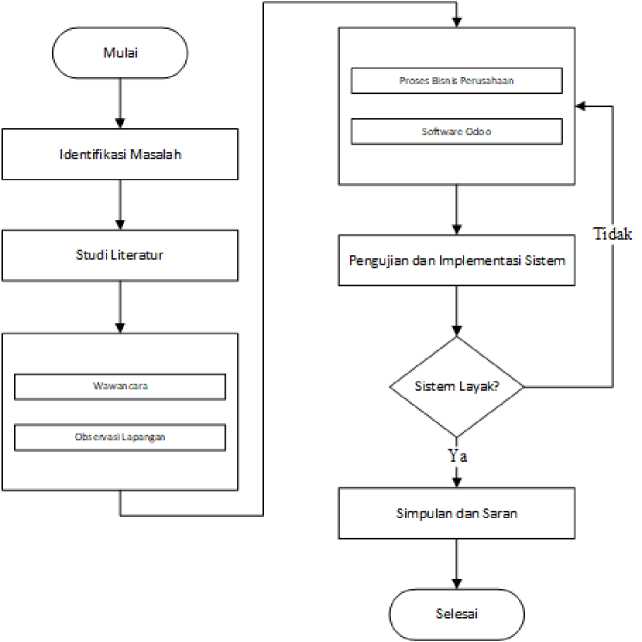 Mulai
Identifikasi Masalah
Studi Literatur
Wawancara
Observasi Lapangan
Proses Bisnis Perusahaan
Software Odoo
Pengujian dan Implementasi Sistem
Sistem Layak?
Tidak
Ya
Simpulan dan Saran
Selesai